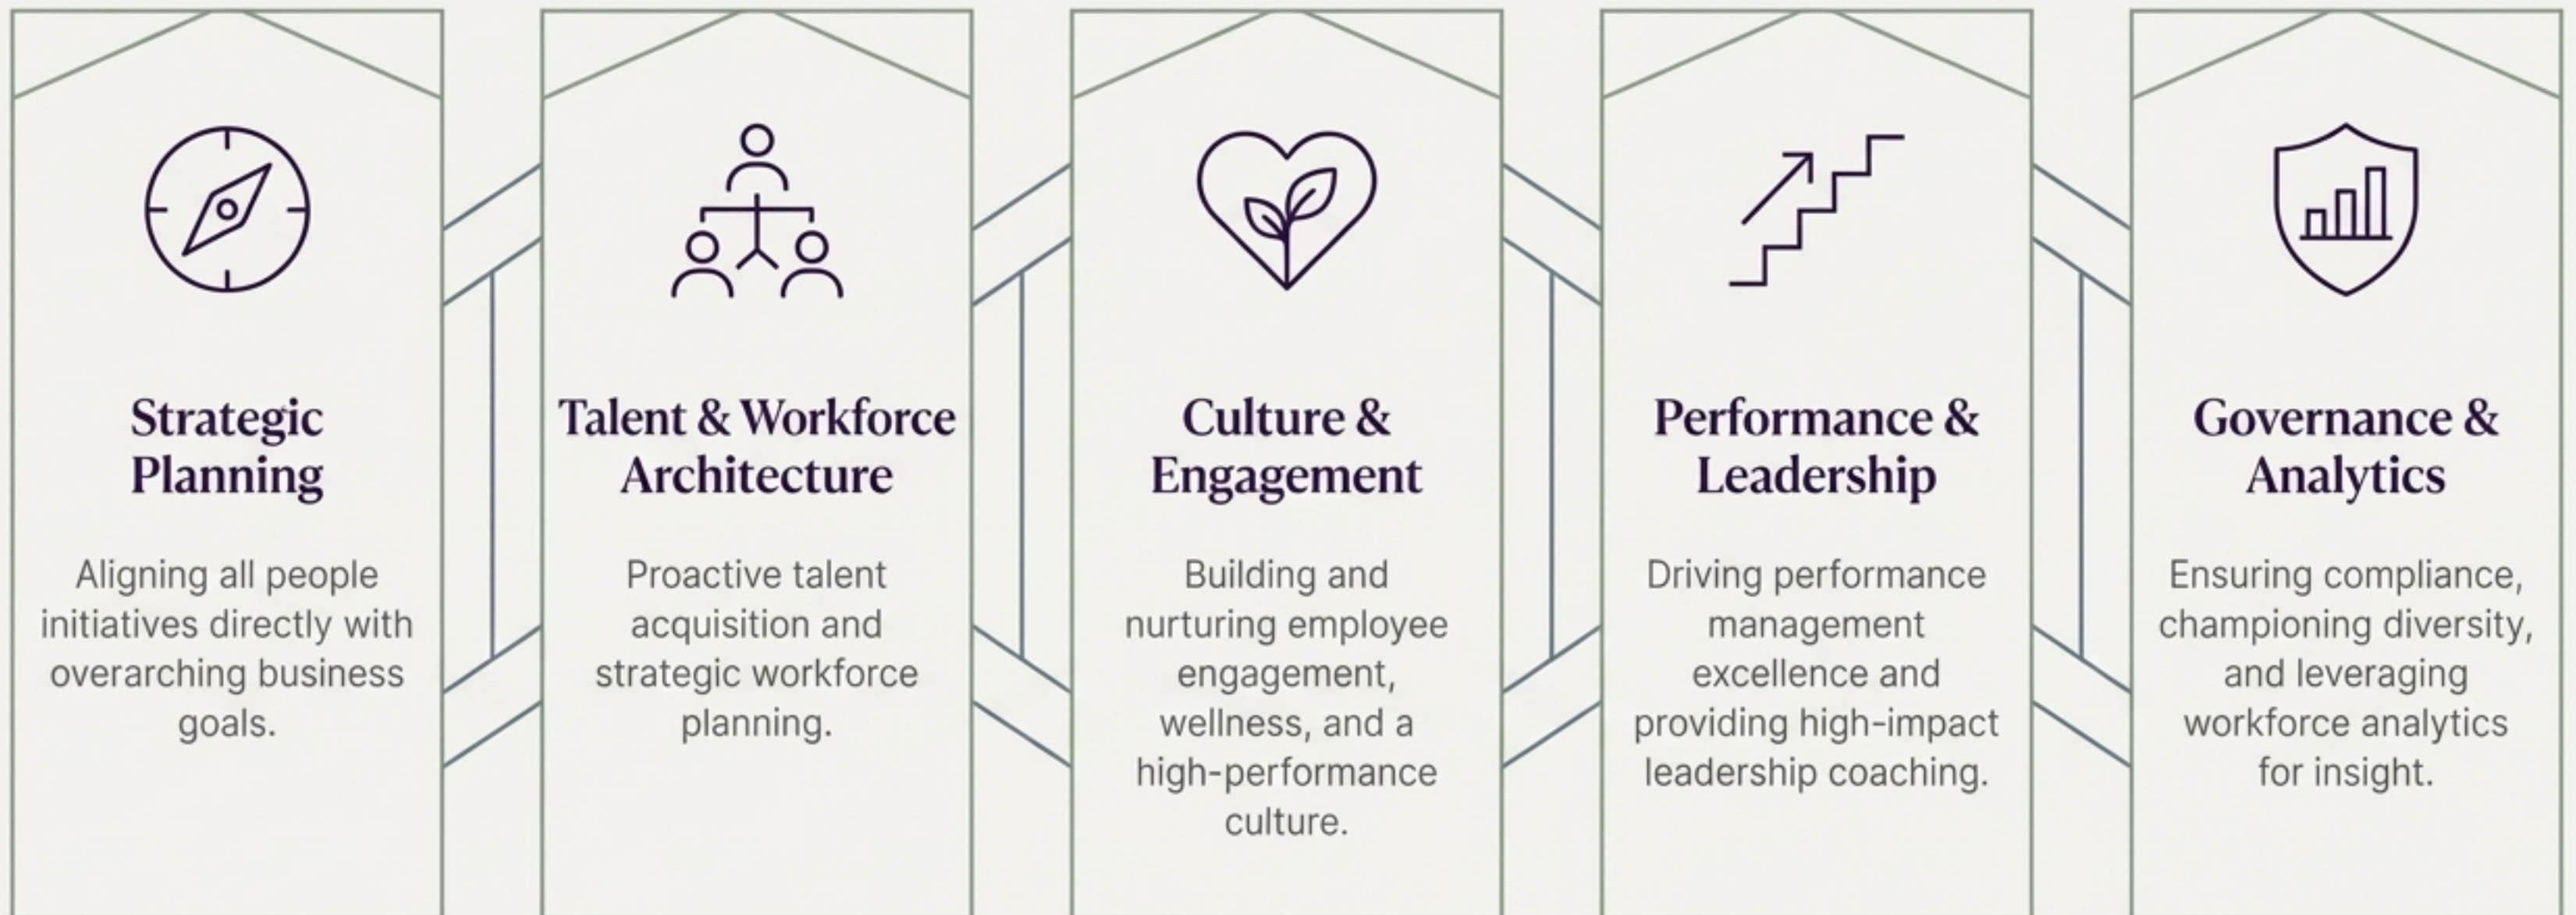 Strategic
Planning
Aligning all people
initiatives directly with
overarching business
goals.
Talent & Workforce
Architecture
Proactive talent
acquisition and
strategic workforce
planning.
Culture &
Engagement
Building and
nurturing employee
engagement,
wellness, and a
high-performance
culture.
Performance &
Leadership
Driving performance
management
excellence and
providing high-impact
leadership coaching.
Governance &
Analytics
Ensuring compliance,
championing diversity,
and leveraging
workforce analytics
for insight.